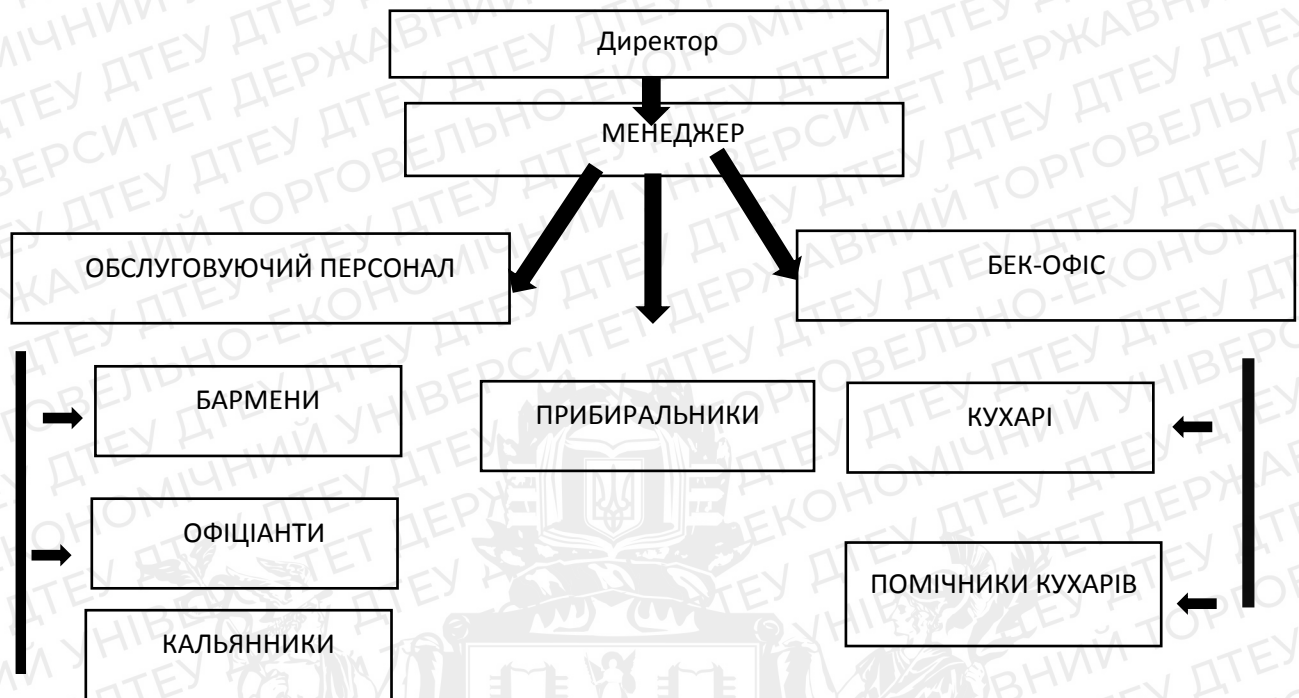 Директор
МЕНЕДЖЕР
ОБСЛУГОВУЮЧИЙ ПЕРСОНАЛ
БЕК-ОФІС
БАРМЕНИ
ПРИБИРАЛЬНИКИ
КУХАРІ
ОФІЦІАНТИ
ПОМІЧНИКИ КУХАРІВ
КАЛЬЯННИКИ